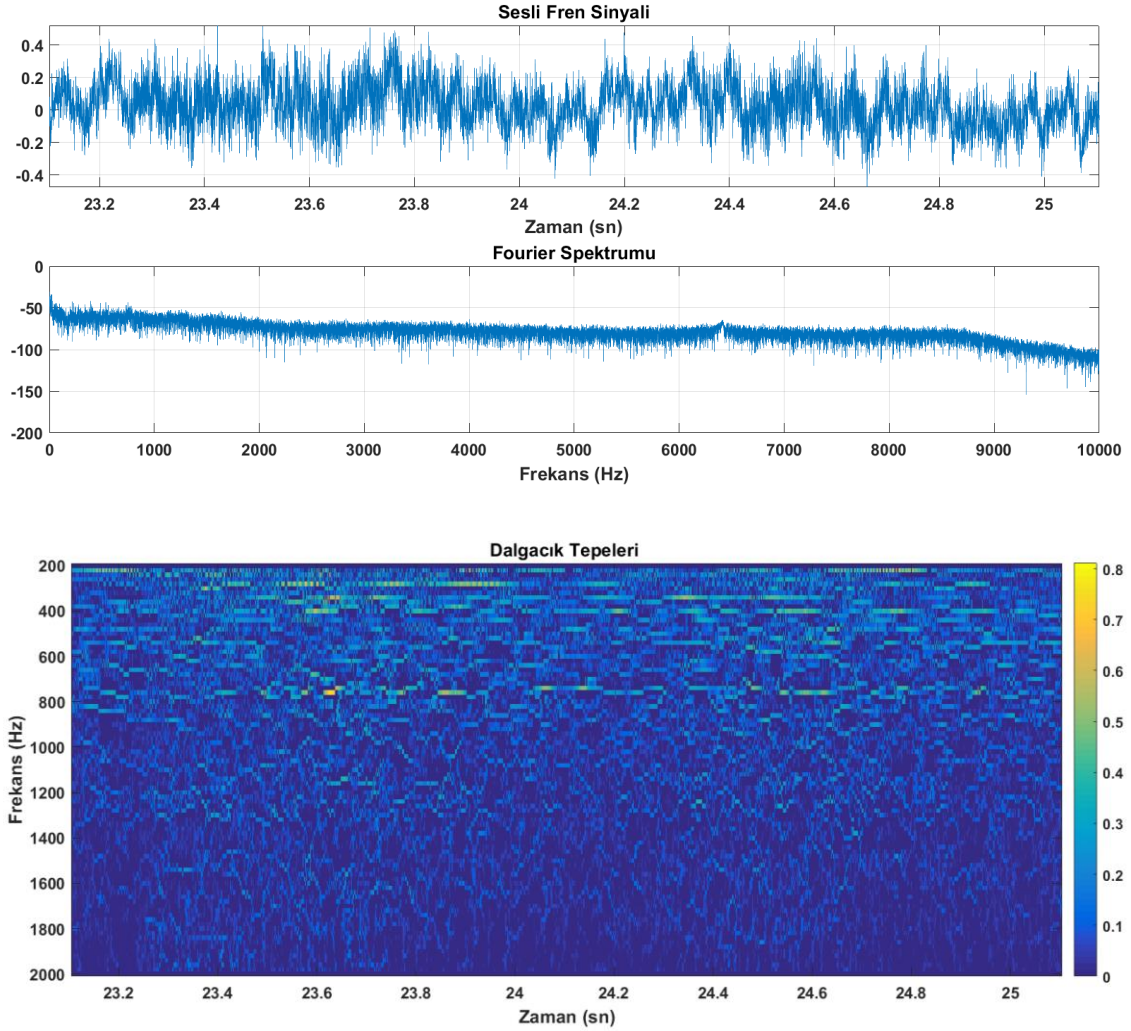 Sesli Fren Sinyali
0.4
0.2
0
-0.2
-0.4
23.2 23.4 23.6 23.8 24 24.2 24.4 24.6 24.8 25
Zaman (sn)
Fourier Spektrumu
0
-50
-100
-150
-200
0 1000 2000 3000 4000 5000 6000 7000 8000 9000 10000
Frekans (Hz)
Dalgacık Tepeleri
200
400
600
800
1000
1200
1400
1600
1800
2000
Frekans (Hz)
23.2 23.4 23.6 23.8 24 24.2 24.4 24.6 24.8 25
Zaman (sn)
0.8
0.7
0.6
0.5
0.4
0.3
0.2
0.1
0